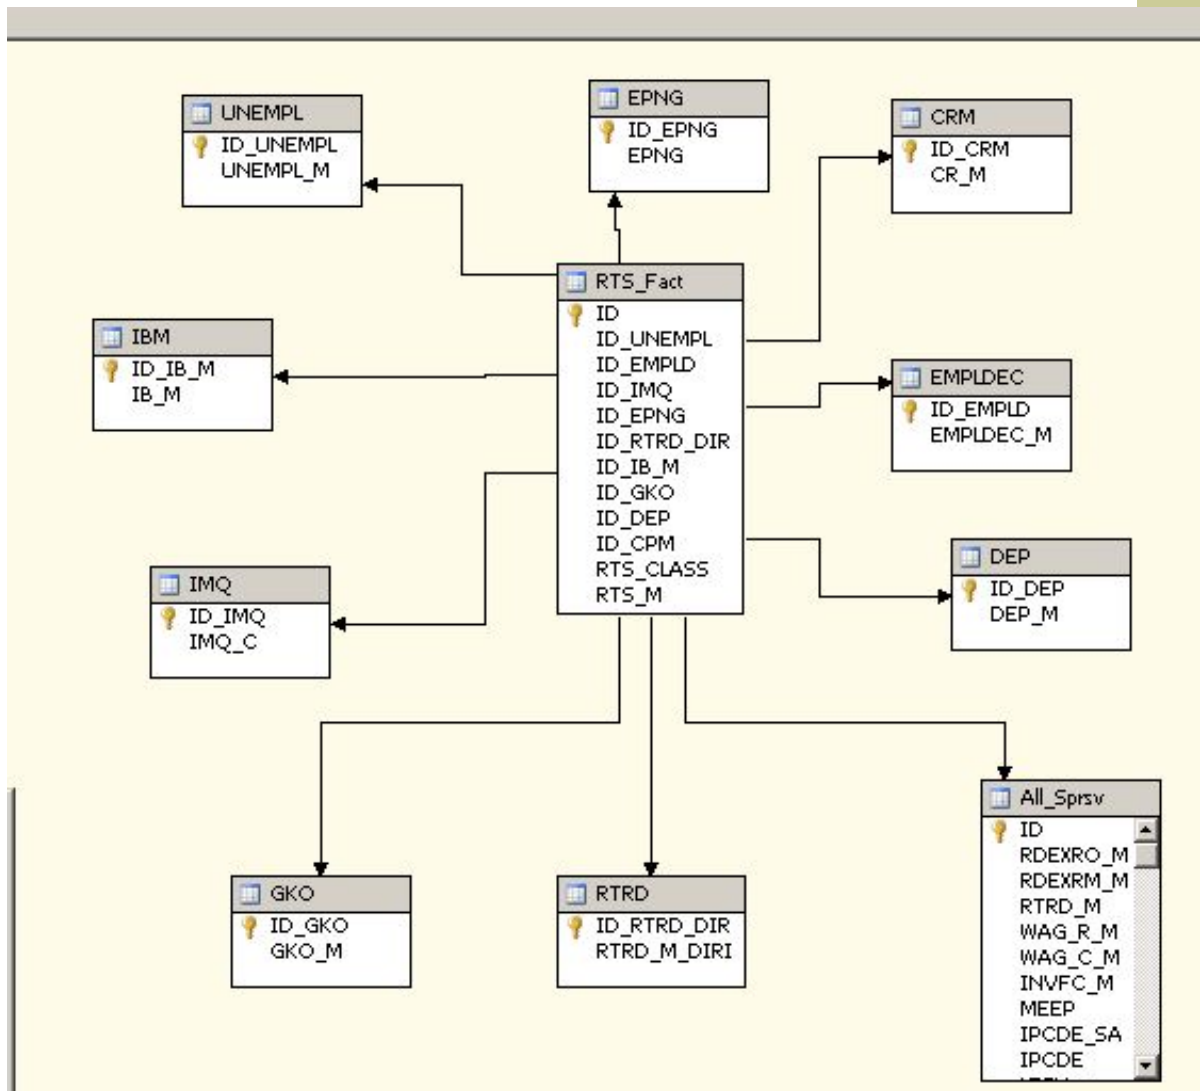 UNEMPL
ID_UNEMPL
UNEMPL_M
EPNG
ID_EPNG
EPNG
CRM
ID_CRM
CR_M
IBM
ID_IB_M
IB_M
RTS_Fact
ID
ID_UNEMPL
ID_EMPLD
ID_IMQ
ID_EPNG
ID_RTRD_DIR
ID_IB_M
ID_GKO
ID_DEP
ID_CPM
RTS_CLASS
RTS_M
EMPLDEC
ID_EMPLD
EMPLDEC_M
IMQ
ID_IMQ
IMQ_C
DEP
ID_DEP
DEP_M
GKO
ID_GKO
GKO_M
RTRD
ID_RTRD_DIR
RTRD_M_DIRI
All_Sprsv
ID
RDEXRO_M
RDEXRM_M
RTRD_M
WAG_R_M
WAG_C_M
INVFC_M
MEEP
IPCDE_SA
IPCDE